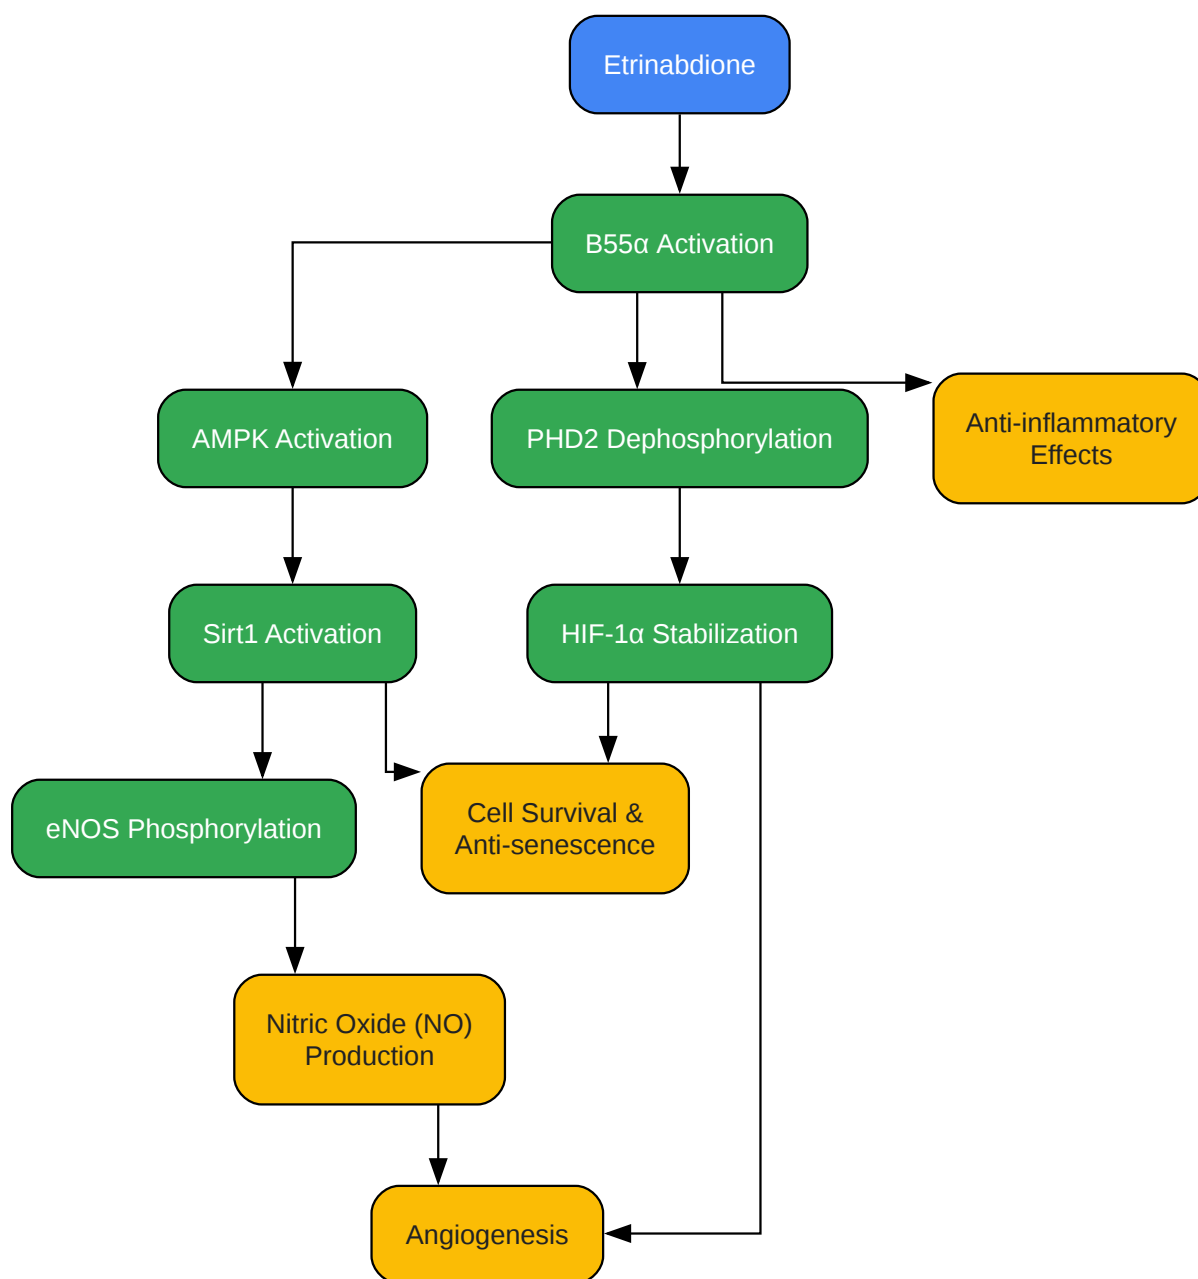 Etrinabdione
B55α Activation
AMPK Activation
PHD2 Dephosphorylation
Anti-inflammatory
Effects
Sirt1 Activation
HIF-1α Stabilization
eNOS Phosphorylation
Cell Survival &
Anti-senescence
Nitric Oxide (NO)
Production
Angiogenesis